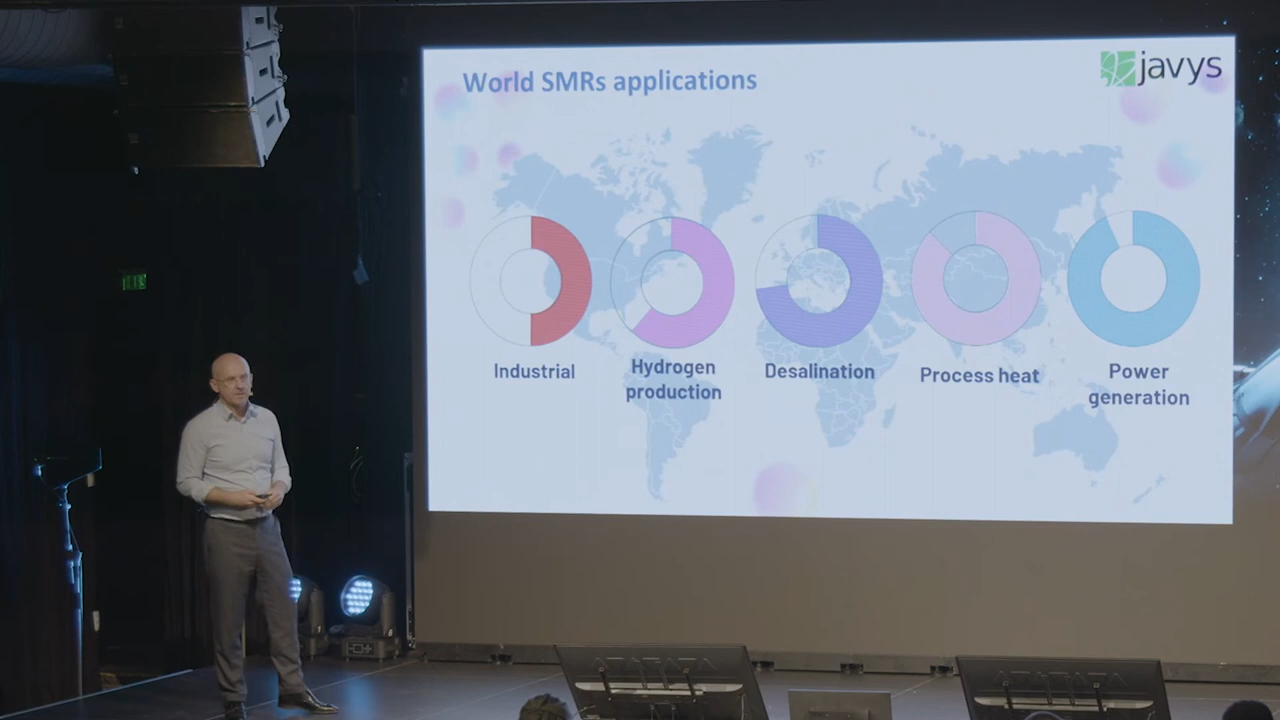 World SMRs applications
javys
Industrial
Hydrogen
production
Desalination
Process heat
Power
generation